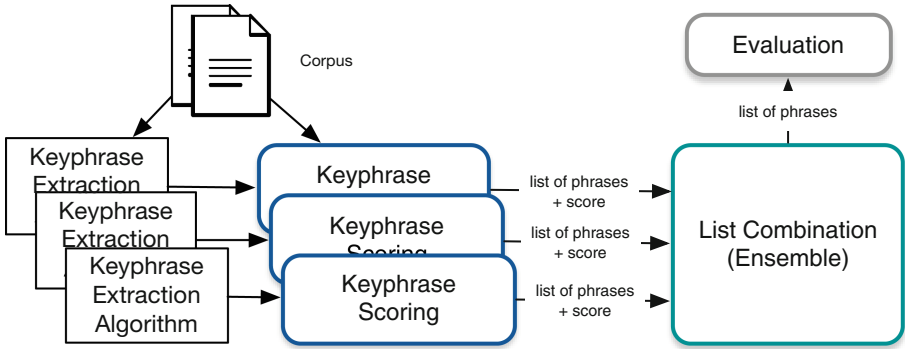 Corpus
Evaluation
list of phrases
Keyphrase
Extraction
Keyphrase
Extraction
Keyphrase
Extraction
Algorithm
Keyphrase
Keyphrase
Scoring
Keyphrase
Scoring
list of phrases
+ score
list of phrases
+ score
list of phrases
+ score
List Combination
(Ensemble)